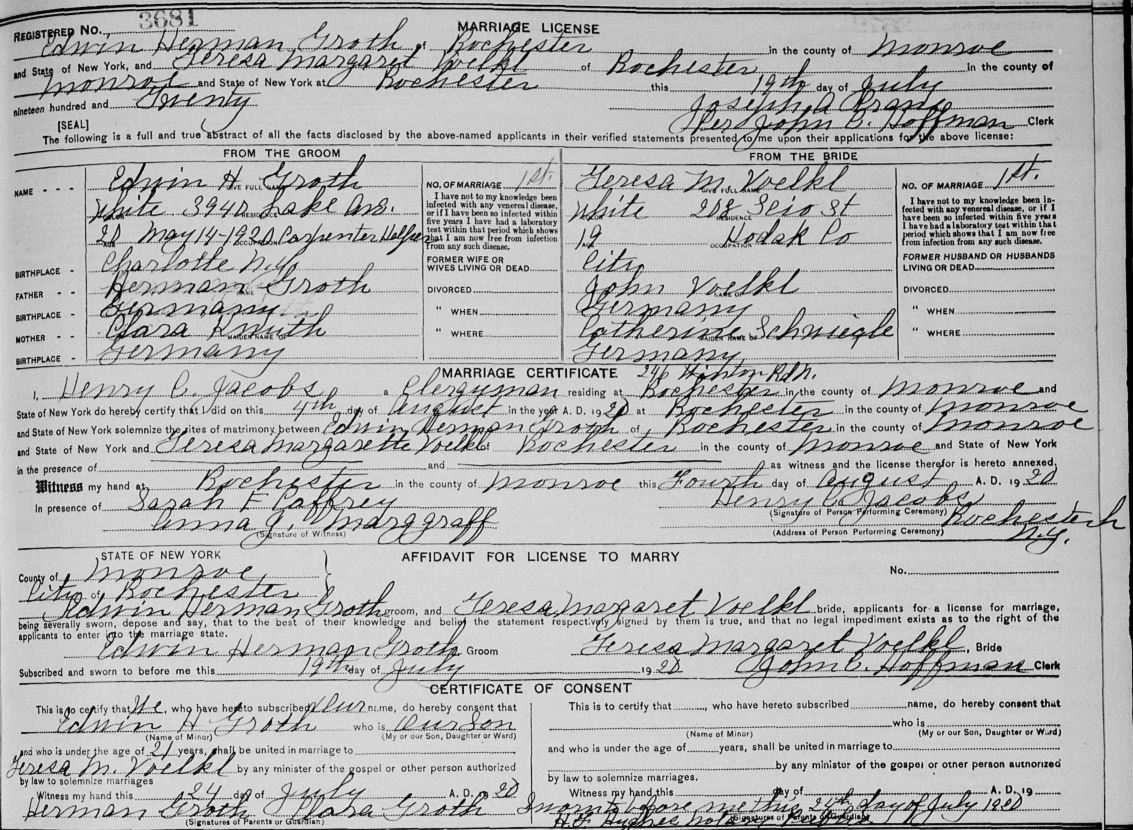 REGISTERED No. 3681 MARRIAGE LICENSE
Edwin Herman Groth of Rochester in the county of Monroe
and State of New York, and Teresa Margaret Voelkl of Rochester in the county of
Monroe and State of New York at Rochester this 19th day of July
nineteen hundred and Twenty
Joseph A
[SEAL] Per John C. Hoffman Clerk
The following is a full and true abstract of all the facts disclosed by the above-named applicants in their verified statements presented to me upon their applications for the above license:
FROM THE GROOM
NAME - - - Edwin H. Groth
GIVE FULL NAME
White 3940 Lake Ave.
20 May 14-1920 Carpenter Helper
BIRTHPLACE - - Charlotte N.Y.
FATHER - - Herman Groth
BIRTHPLACE - - Germany
MOTHER - - Clara Knuth
MAIDEN NAME OF
BIRTHPLACE - Germany
NO. OF MARRIAGE 1st.
I have not to my knowledge been
infected with any venereal disease,
or if I have been so infected within
five years I have had a laboratory
test within that period which shows
that I am now free from infection
from any such disease.
FORMER WIFE OR
WIVES LIVING OR DEAD
DIVORCED
" WHEN
" WHERE
FROM THE BRIDE
Teresa M. Voelkl
GIVE FULL NAME
White 202 Scio St
RESIDENCE
19 Kodak Co
OCCUPATION
City
John Voelkl
NAME OF
Germany
Catherine Schwiegle
MAIDEN NAME OF
Germany
NO. OF MARRIAGE 1st.
I have not to my knowledge been in-
fected with any venereal disease, or
if I have been so infected within five years
I have had a laboratory test within that
period which shows that I am now free
from infection from any such disease.
FORMER HUSBAND OR HUSBANDS
LIVING OR DEAD
DIVORCED
" WHEN
" WHERE
MARRIAGE CERTIFICATE 246 Rd N.
I, Henry C. Jacobs a Clergyman residing at Rochester in the county of Monroe and
State of New York do hereby certify that I did on this 4th day of August in the year A. D. 1920 at Rochester in the county of Monroe
and State of New York solemnize the rites of matrimony between Edwin Herman Groth of Rochester in the county of Monroe
and State of New York and Teresa Margarette Voelkl of Rochester in the county of Monroe and State of New York
in the presence of and as witness and the license therefor is hereto annexed.
Witness my hand at Rochester in the county of Monroe this Fourth day of August A. D. 1920
In presence of Sarah F. Caffrey Henry C. Jacobs
(Signature of Person Performing Ceremony)
Anna J. Marggraff Rochester
(Signature of Witness) (Address of Person Performing Ceremony) N.Y.
STATE OF NEW YORK AFFIDAVIT FOR LICENSE TO MARRY
County of Monroe No.
City of Rochester
Edwin Herman Groth groom, and Teresa Margaret Voelkl bride, applicants for a license for marriage,
being severally sworn, depose and say, that to the best of their knowledge and belief the statement respectively signed by them is true, and that no legal impediment exists as to the right of the
applicants to enter into the marriage state.
Edwin Herman Groth Groom Teresa Margaret Voelkl, Bride
Subscribed and sworn to before me this 19th day of July 1920 John C. Hoffman Clerk
CERTIFICATE OF CONSENT
This is to certify that We, who have hereto subscribed Our name, do hereby consent that
Edwin H. Groth who is Our Son
(Name of Minor) (My or our Son, Daughter or Ward)
and who is under the age of 21 years, shall be united in marriage to
Teresa M. Voelkl by any minister of the gospel or other person authorized
by law to solemnize marriages
Witness my hand this 24 day of July A. D. 1920
Herman Groth Clara Groth
(Signatures of Parents or Guardian)
This is to certify that , who have hereto subscribed name, do hereby consent that
who is
(Name of Minor) (My or our Son, Daughter or Ward)
and who is under the age of years, shall be united in marriage to
by any minister of the gospel or other person authorized
by law to solemnize marriages.
Witness my hand this day of A. D. 19
Sworn before me this 24th day of July 1920
H. F. Hughes Notary Public
(Signatures of Parents or Guardian)